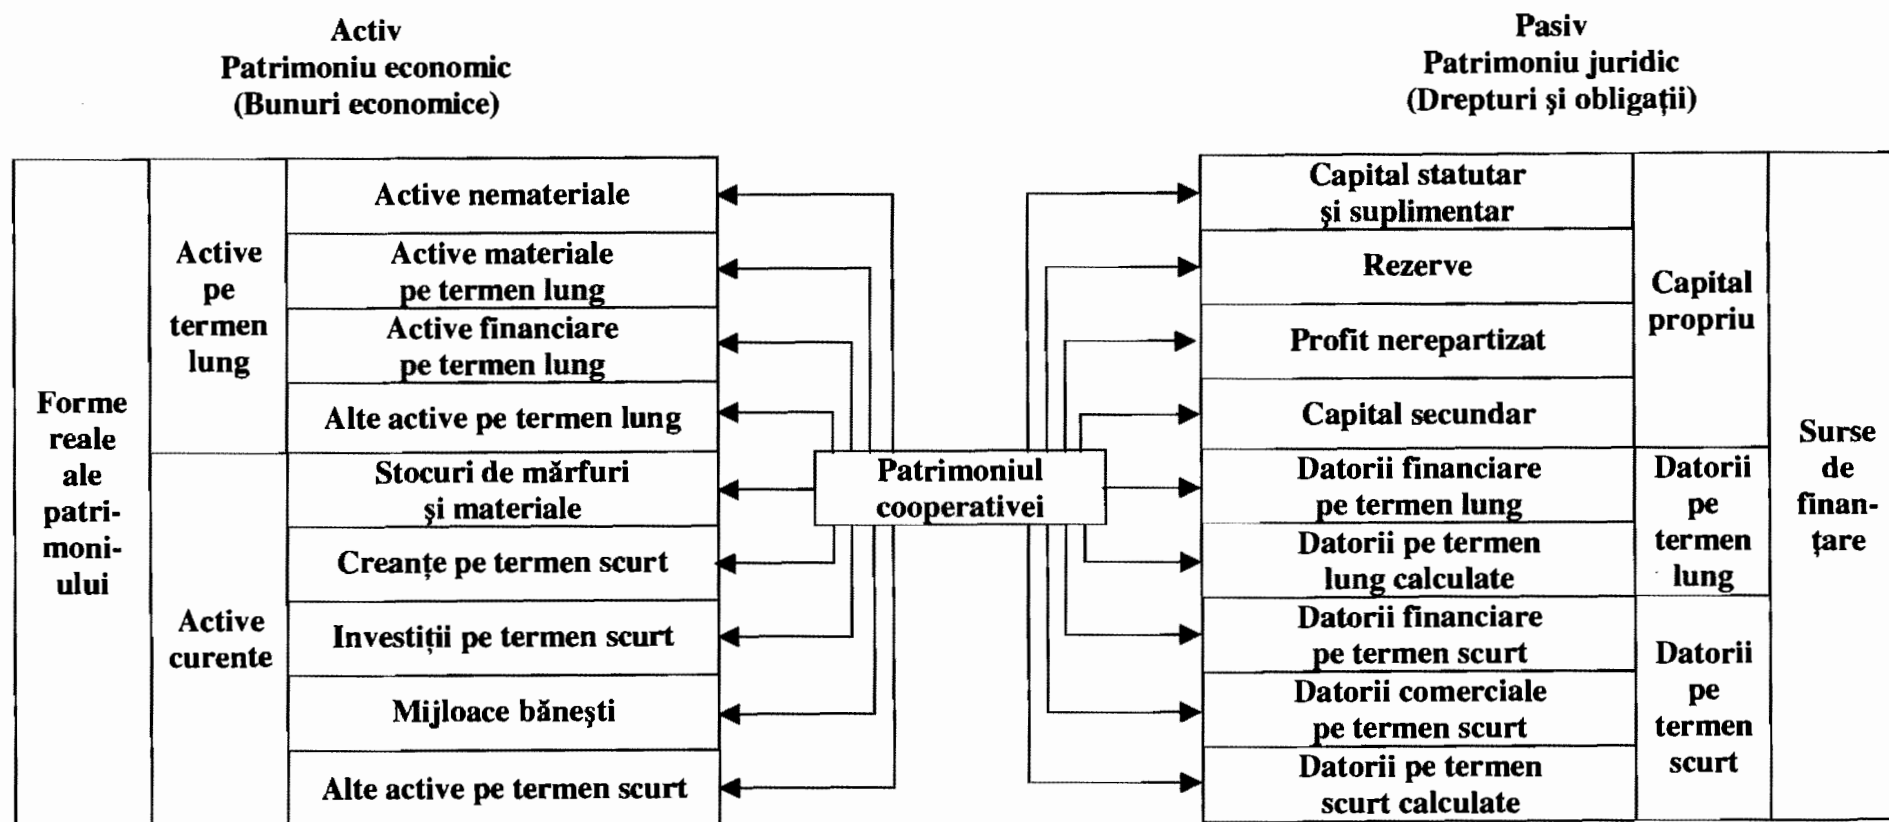 Activ
Patrimoniu economic
(Bunuri economice)
Pasiv
Patrimoniu juridic
(Drepturi şi obligaţii)
Forme
reale
ale
patri-
moni-
ului
Active
pe
termen
lung
Active nemateriale
Active materiale
pe termen lung
Active financiare
pe termen lung
Alte active pe termen lung
Active
curente
Stocuri de mărfuri
şi materiale
Creanţe pe termen scurt
Investiţii pe termen scurt
Mijloace băneşti
Alte active pe termen scurt
Patrimoniul
cooperativei
Capital statutar
şi suplimentar
Rezerve
Profit nerepartizat
Capital secundar
Datorii financiare
pe termen lung
Datorii pe termen
lung calculate
Datorii financiare
pe termen scurt
Datorii comerciale
pe termen scurt
Datorii pe termen
scurt calculate
Capital
propriu
Datorii
pe
termen
lung
Datorii
pe
termen
scurt
Surse
de
finan-
ţare